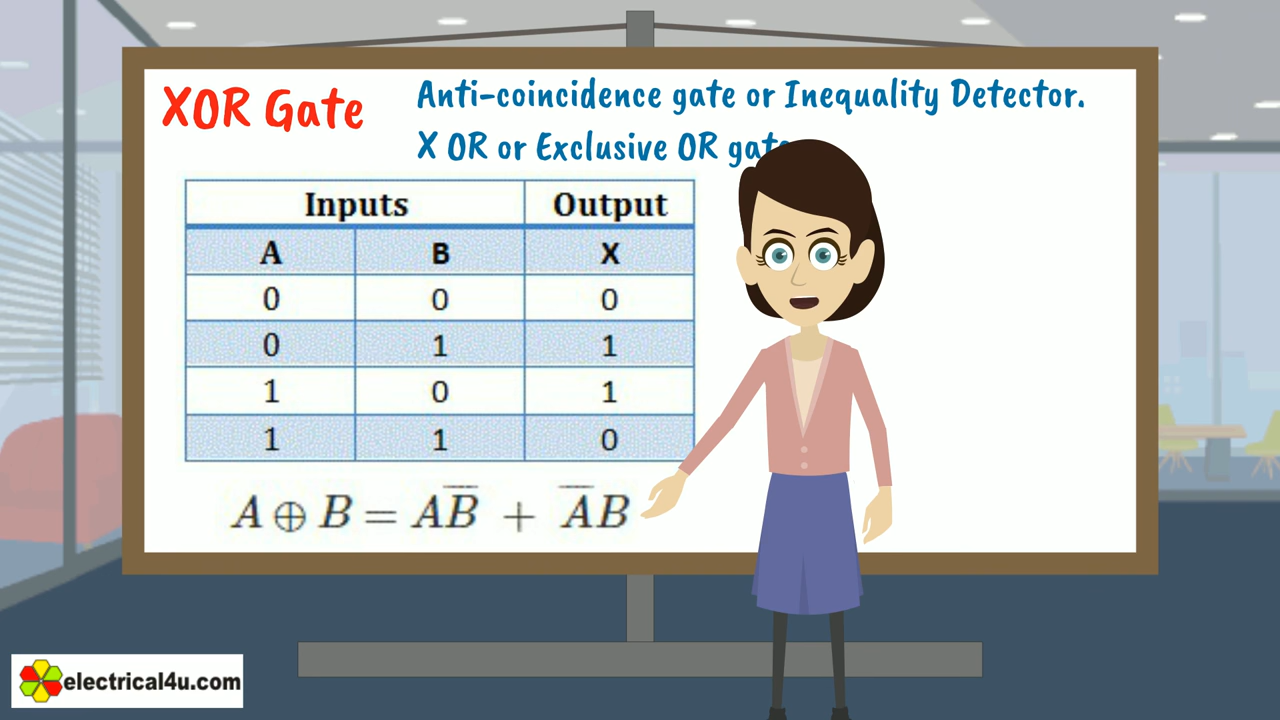 XOR Gate
Anti-coincidence gate or Inequality Detector.
X OR or Exclusive OR gate
Inputs Output
A B X
0 0 0
0 1 1
1 0 1
1 1 0
A ⊕ B = AB̅ + A̅B
electrical4u.com